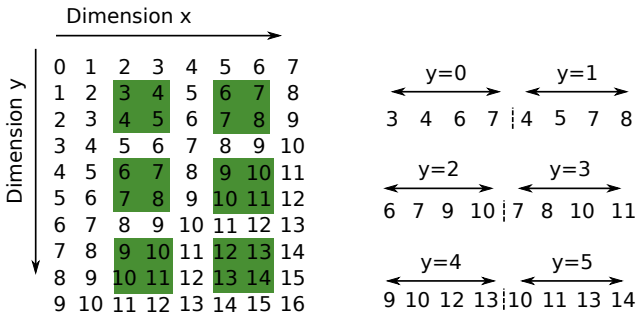 Dimension x
Dimension y
0 1 2 3 4 5 6 7
1 2 3 4 5 6 7 8
2 3 4 5 6 7 8 9
3 4 5 6 7 8 9 10
4 5 6 7 8 9 10 11
5 6 7 8 9 10 11 12
6 7 8 9 10 11 12 13
7 8 9 10 11 12 13 14
8 9 10 11 12 13 14 15
9 10 11 12 13 14 15 16
y=0 y=1
3 4 6 7 4 5 7 8
y=2 y=3
6 7 9 10 7 8 10 11
y=4 y=5
9 10 12 13 10 11 13 14